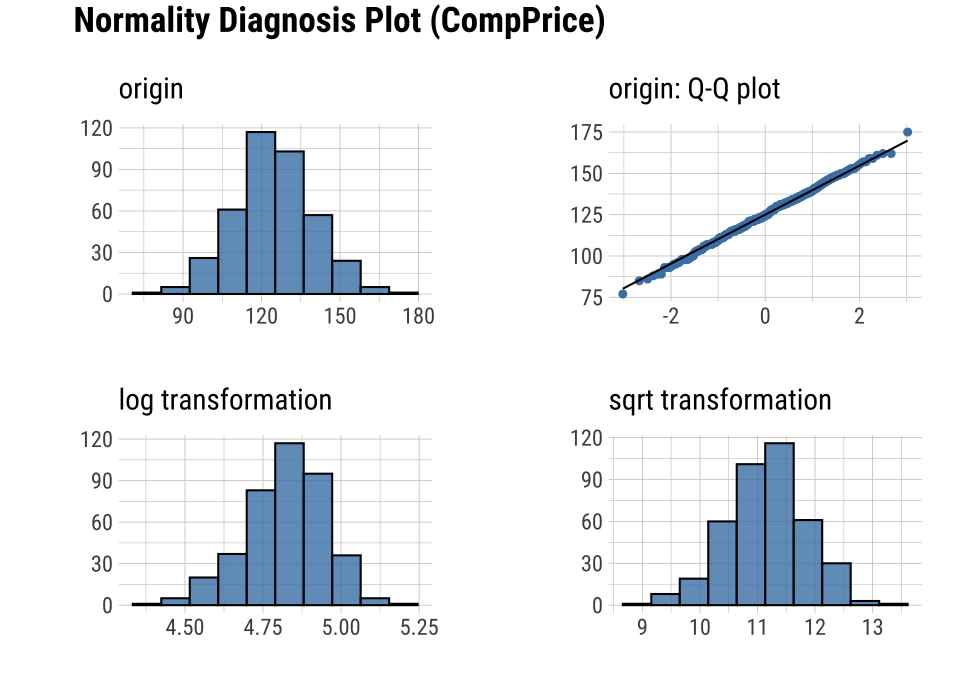 Normality Diagnosis Plot (CompPrice)
origin
120
90
60
30
0
90 120 150 180
origin: Q-Q plot
175
150
125
100
75
-2 0 2
log transformation
120
90
60
30
0
4.50 4.75 5.00 5.25
sqrt transformation
120
90
60
30
0
9 10 11 12 13